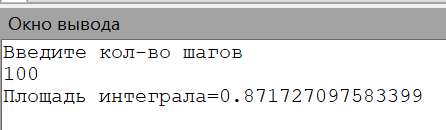 Окно вывода
Введите кол-во шагов
100
Площадь интеграла=0.871727097583399